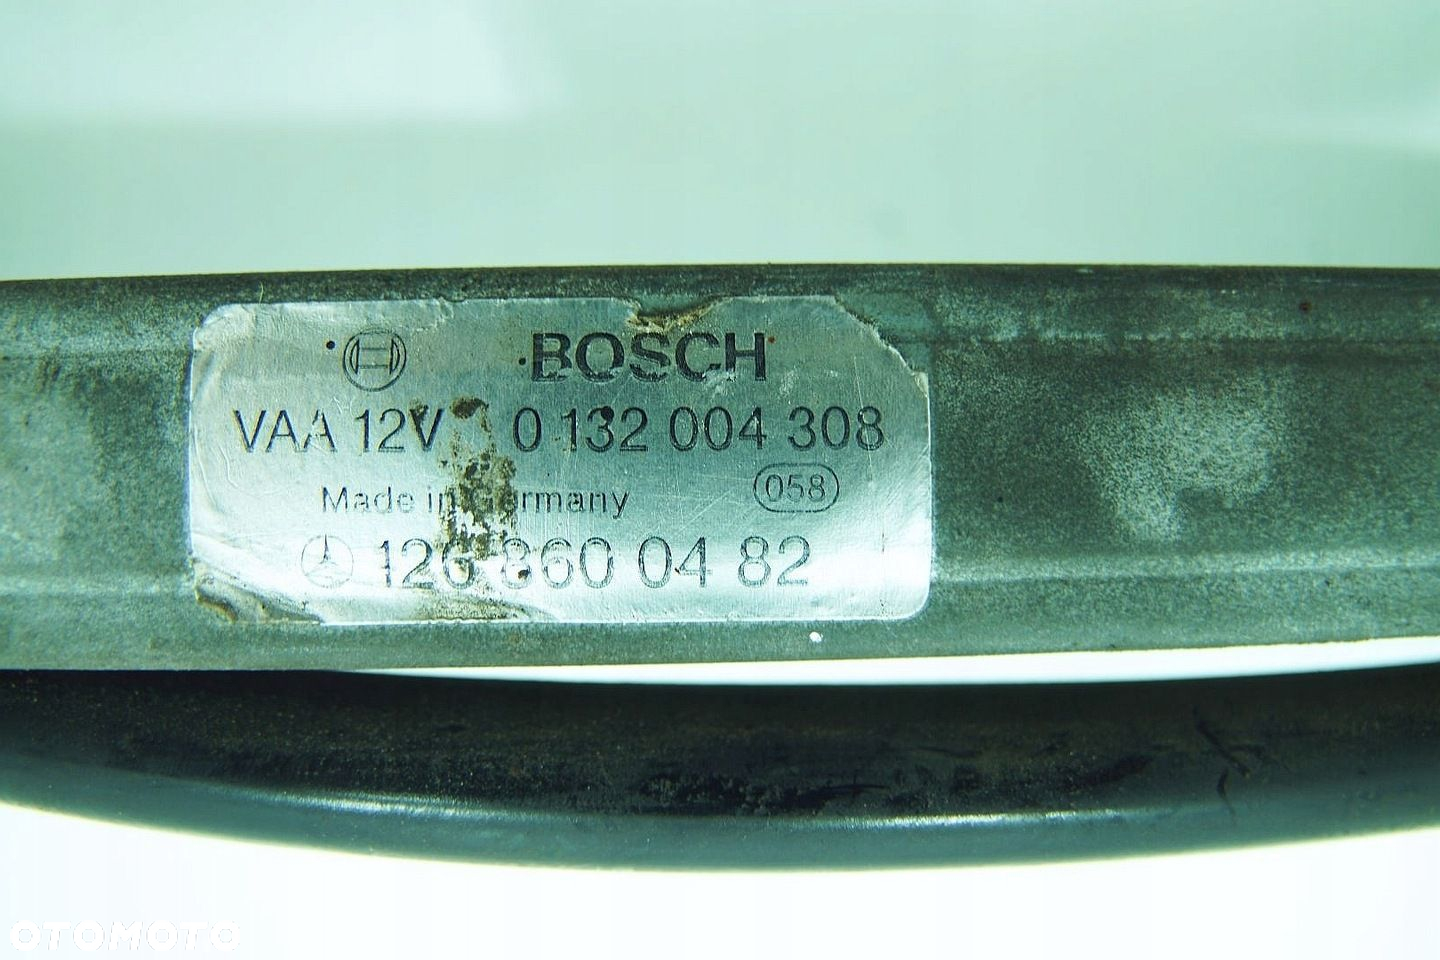 BOSCH
VAA 12V 0 132 004 308
Made in Germany 058
126 860 04 82
OTOMOTO